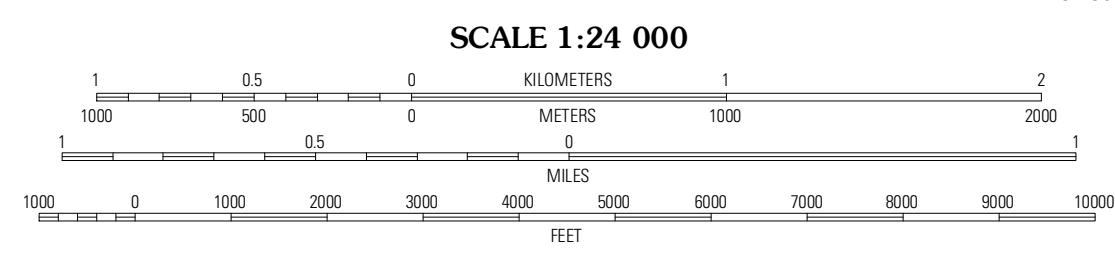 SCALE 1:24 000
1 0.5 0 KILOMETERS 1 2
1000 500 0 METERS 1000 2000
1 0.5 0 1
MILES
1000 0 1000 2000 3000 4000 5000 6000 7000 8000 9000 10000
FEET